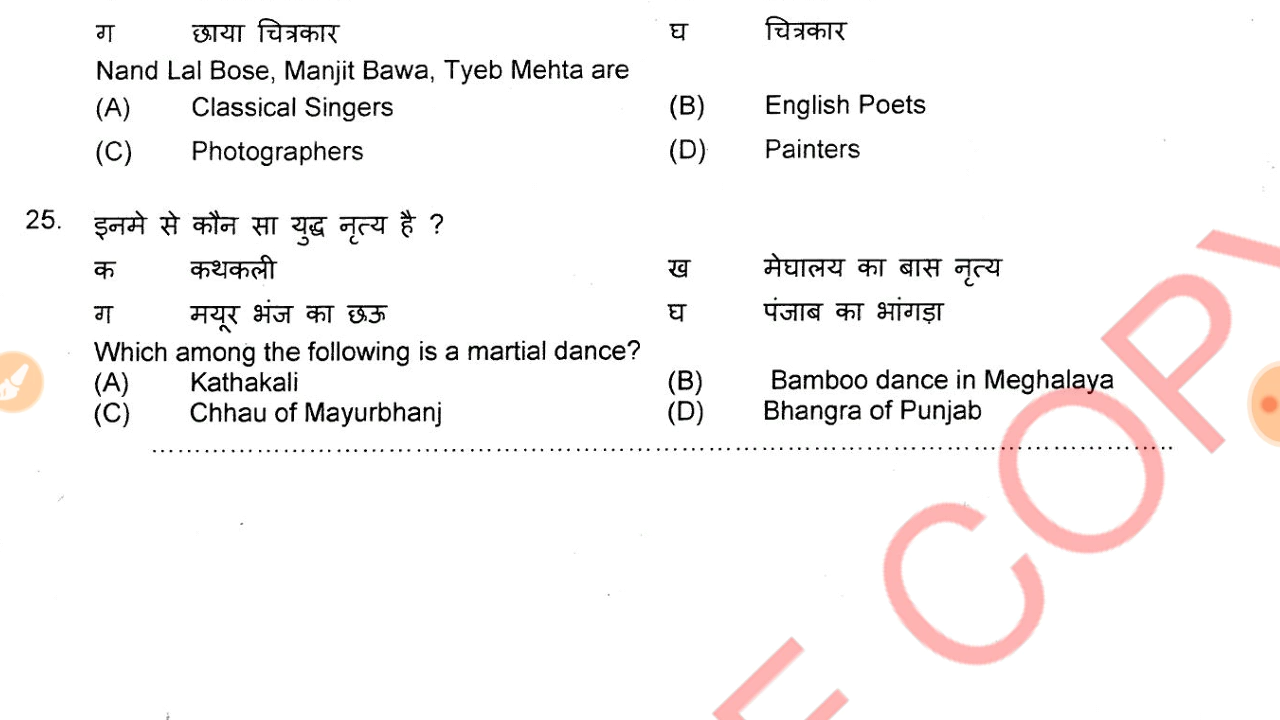 ग छाया चित्रकार घ चित्रकार
Nand Lal Bose, Manjit Bawa, Tyeb Mehta are
(A) Classical Singers (B) English Poets
(C) Photographers (D) Painters
25. इनमे से कौन सा युद्ध नृत्य है ?
क कथकली ख मेघालय का बास नृत्य
ग मयूर भंज का छऊ घ पंजाब का भांगड़ा
Which among the following is a martial dance?
(A) Kathakali (B) Bamboo dance in Meghalaya
(C) Chhau of Mayurbhanj (D) Bhangra of Punjab
COPY